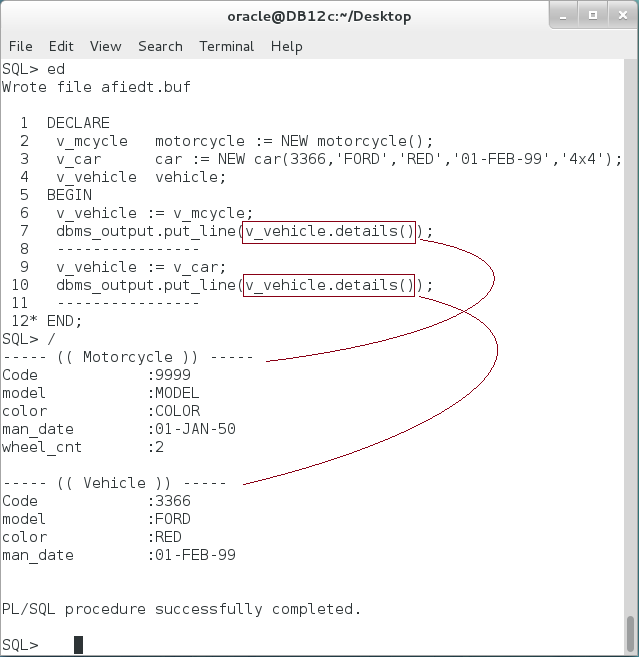 oracle@DB12c:~/Desktop
File Edit View Search Terminal Help
SQL> ed
Wrote file afiedt.buf
1 DECLARE
2 v_mcycle motorcycle := NEW motorcycle();
3 v_car car := NEW car(3366,'FORD','RED','01-FEB-99','4x4');
4 v_vehicle vehicle;
5 BEGIN
6 v_vehicle := v_mcycle;
7 dbms_output.put_line(v_vehicle.details());
8 ----------------
9 v_vehicle := v_car;
10 dbms_output.put_line(v_vehicle.details());
11 ----------------
12* END;
SQL> /
----- (( Motorcycle )) -----
Code :9999
model :MODEL
color :COLOR
man_date :01-JAN-50
wheel_cnt :2
----- (( Vehicle )) -----
Code :3366
model :FORD
color :RED
man_date :01-FEB-99
PL/SQL procedure successfully completed.
SQL>